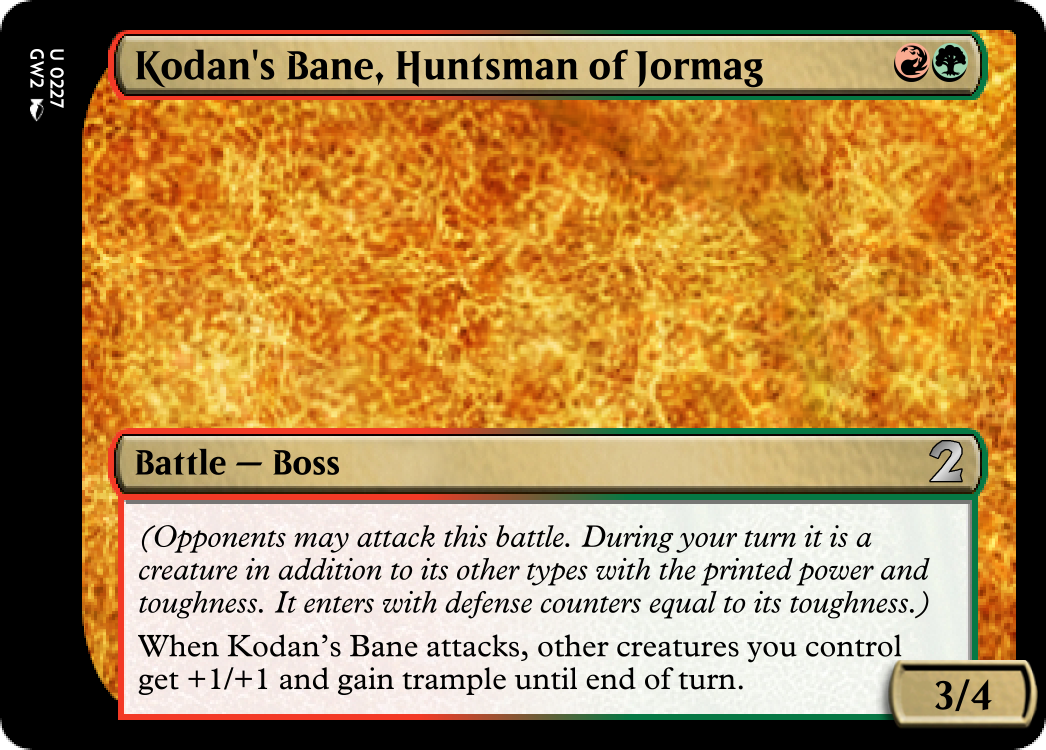 Kodan's Bane, Huntsman of Jormag
U 0227
GW2
Battle — Boss
2
(Opponents may attack this battle. During your turn it is a
creature in addition to its other types with the printed power and
toughness. It enters with defense counters equal to its toughness.)
When Kodan’s Bane attacks, other creatures you control
get +1/+1 and gain trample until end of turn.
3/4